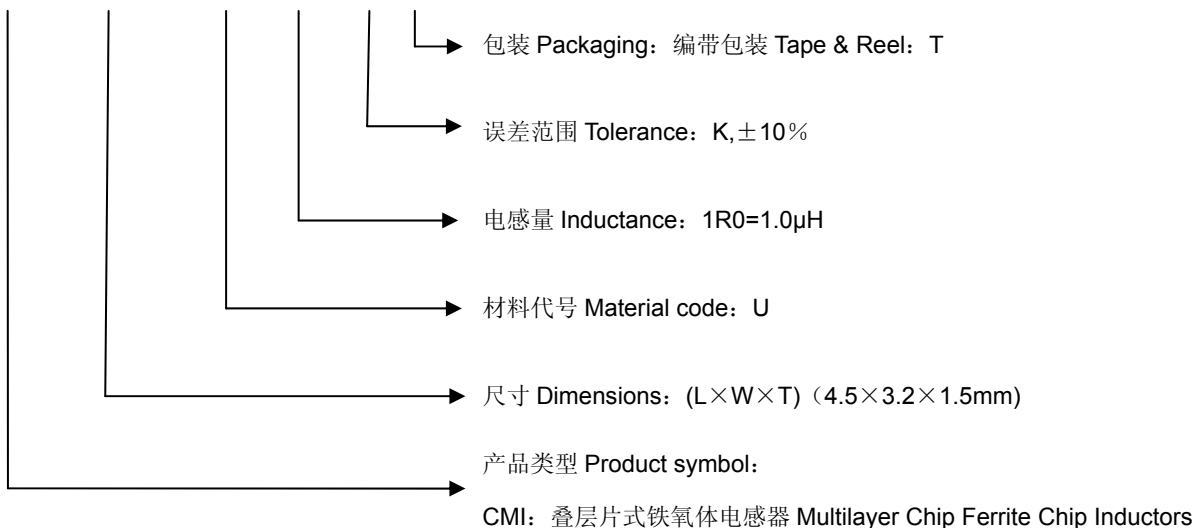 包装 Packaging：编带包装 Tape & Reel：T
误差范围 Tolerance：K,±10％
电感量 Inductance：1R0=1.0μH
材料代号 Material code：U
尺寸 Dimensions：(L×W×T)（4.5×3.2×1.5mm)
产品类型 Product symbol：
CMI：叠层片式铁氧体电感器 Multilayer Chip Ferrite Chip Inductors